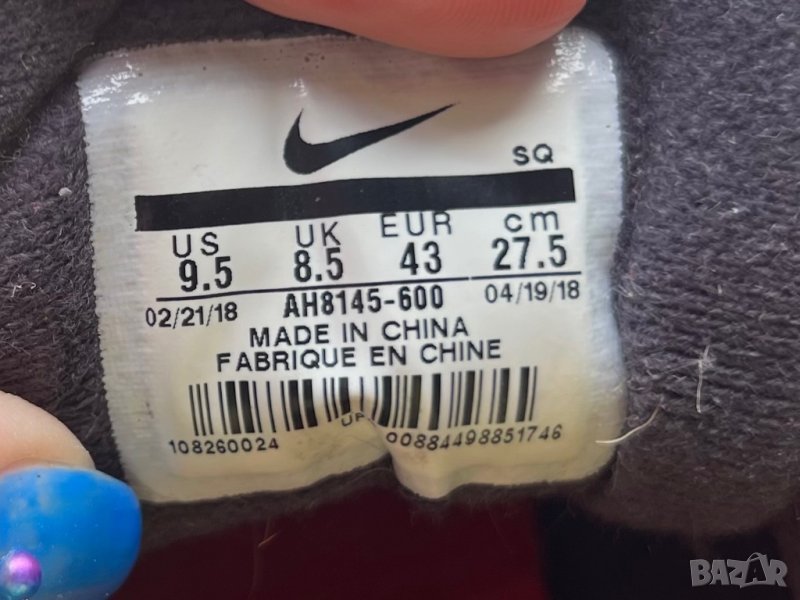 SQ
US UK EUR cm
9.5 8.5 43 27.5
02/21/18 AH8145-600 04/19/18
MADE IN CHINA
FABRIQUE EN CHINE
108260024 00884498851746
BAZAR